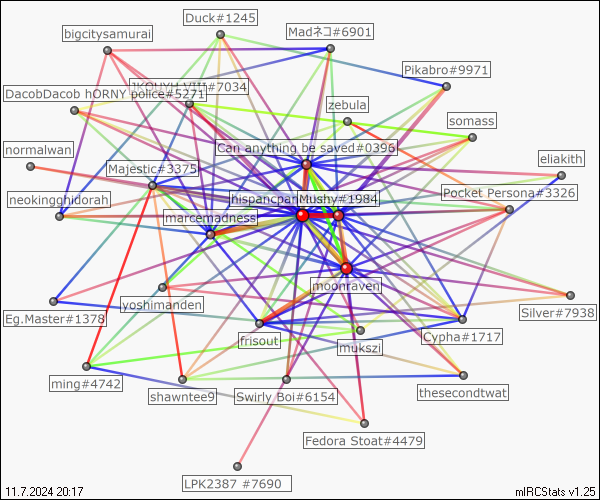 Duck#1245
Madネコ#6901
bigcitysamurai
Pikabro#9971
#7034
DacobDacob hORNY police#5271
zebula
somass
normalwan
Can anything be saved#0396
Majestic#3375
eliakith
neokingghidorah
hispancpan
Mushy#1984
Pocket Persona#3326
marcemadness
moonraven
yoshimanden
Eg.Master#1378
Silver#7938
frisout
mukszi
Cypha#1717
ming#4742
shawntee9
Swirly Boi#6154
thesecondtwat
Fedora Stoat#4479
LPK2387 #7690
11.7.2024 20:17
mIRCStats v1.25